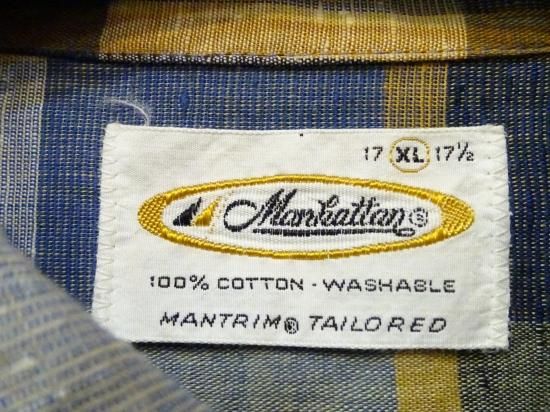 17 XL 17½
Manhattan®
100% COTTON - WASHABLE
MANTRIM® TAILORED